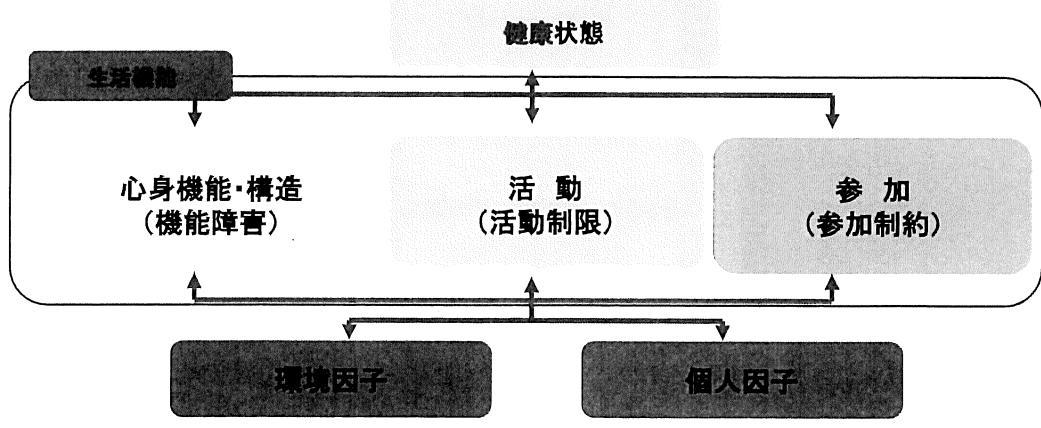 健康状態
生活機能
心身機能・構造
(機能障害)
活 動
(活動制限)
参 加
(参加制約)
環境因子
個人因子